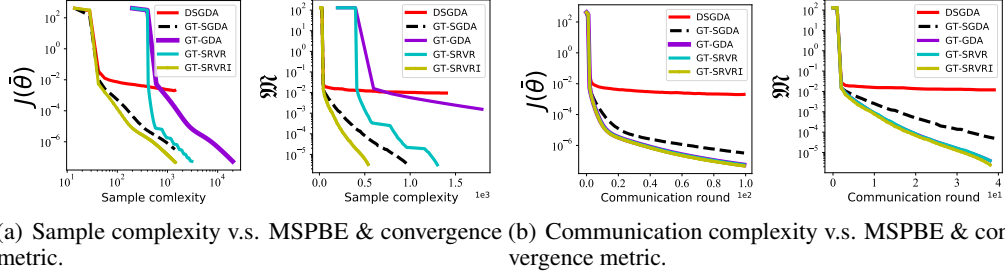 J(θ̄)
10²
10⁰
10⁻²
10⁻⁴
10⁻⁶
DSGDA
GT-SGDA
GT-GDA
GT-SRVR
GT-SRVRI
10¹ 10² 10³ 10⁴
Sample comlexity
𝔐
10²
10¹
10⁰
10⁻¹
10⁻²
10⁻³
10⁻⁴
10⁻⁵
DSGDA
GT-SGDA
GT-GDA
GT-SRVR
GT-SRVRI
0.0 0.6 1.2 1.8
1e3
Sample comlexity
J(θ̄)
10²
10⁰
10⁻²
10⁻⁴
10⁻⁶
DSGDA
GT-SGDA
GT-GDA
GT-SRVR
GT-SRVRI
0.0 0.2 0.4 0.6 0.8 1.0
1e2
Communication round
𝔐
10²
10¹
10⁰
10⁻¹
10⁻²
10⁻³
10⁻⁴
10⁻⁵
DSGDA
GT-SGDA
GT-GDA
GT-SRVR
GT-SRVRI
0 1 2 3 4
1e1
Communication round
(a) Sample complexity v.s. MSPBE & convergence
metric.
(b) Communication complexity v.s. MSPBE & con
vergence metric.